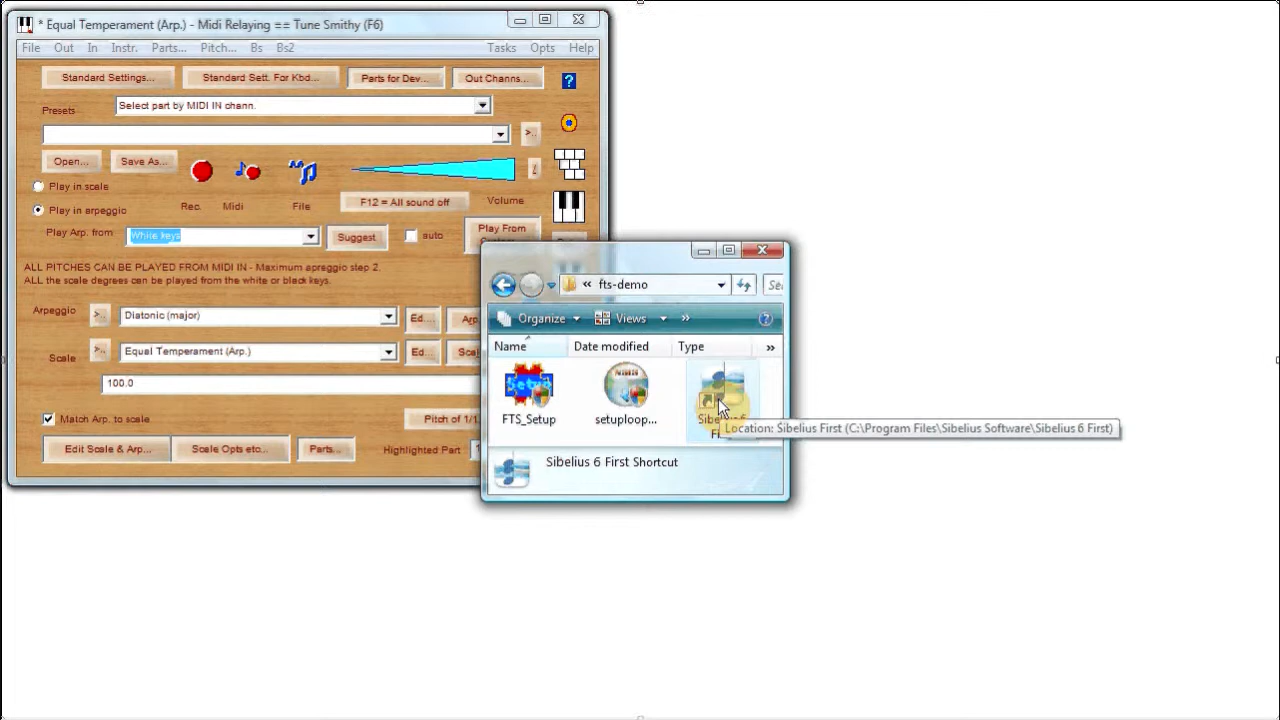 * Equal Temperament (Arp.) - Midi Relaying == Tune Smithy (F6)
File Out In Instr. Parts... Pitch... Bs Bs2 Tasks Opts Help
Standard Settings... Standard Sett. For Kbd... Parts for Dev... Out Channs...
Presets Select part by MIDI IN chann.
>..
Open... Save As...
Play in scale
Rec. Midi File F12 = All sound off Volume
Play in arpeggio
Play Arp. from White keys Suggest auto Play From
ALL PITCHES CAN BE PLAYED FROM MIDI IN - Maximum apreggio step 2.
ALL the scale degrees can be played from the white or black keys.
Arpeggio >.. Diatonic (major) Ed... Arp
Scale >.. Equal Temperament (Arp.) Ed...
100.0
Match Arp. to scale Pitch of 1/1
Edit Scale & Arp... Scale Opts etc... Parts... Highlighted Part
« fts-demo
Organize Views »
Name Date modified Type »
FTS_Setup setuploop...
Location: Sibelius First (C:\Program Files\Sibelius Software\Sibelius 6 First)
Sibelius 6 First Shortcut